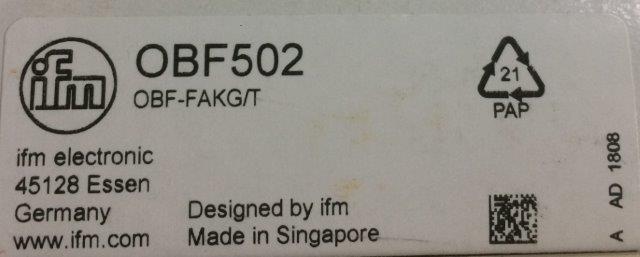 ifm
OBF502
OBF-FAKG/T
21
PAP
ifm electronic
45128 Essen
Germany
www.ifm.com
Designed by ifm
Made in Singapore
A AD 1808